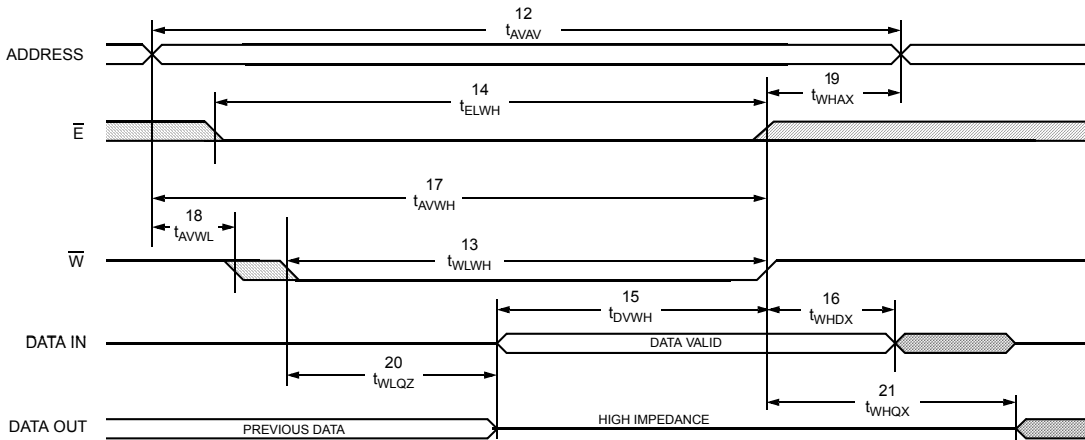 12
tAVAV
ADDRESS
14
tELWH
19
tWHAX
E
17
tAVWH
18
tAVWL
W
13
tWLWH
15
tDVWH
16
tWHDX
DATA IN
DATA VALID
20
tWLQZ
21
tWHQX
DATA OUT
PREVIOUS DATA
HIGH IMPEDANCE